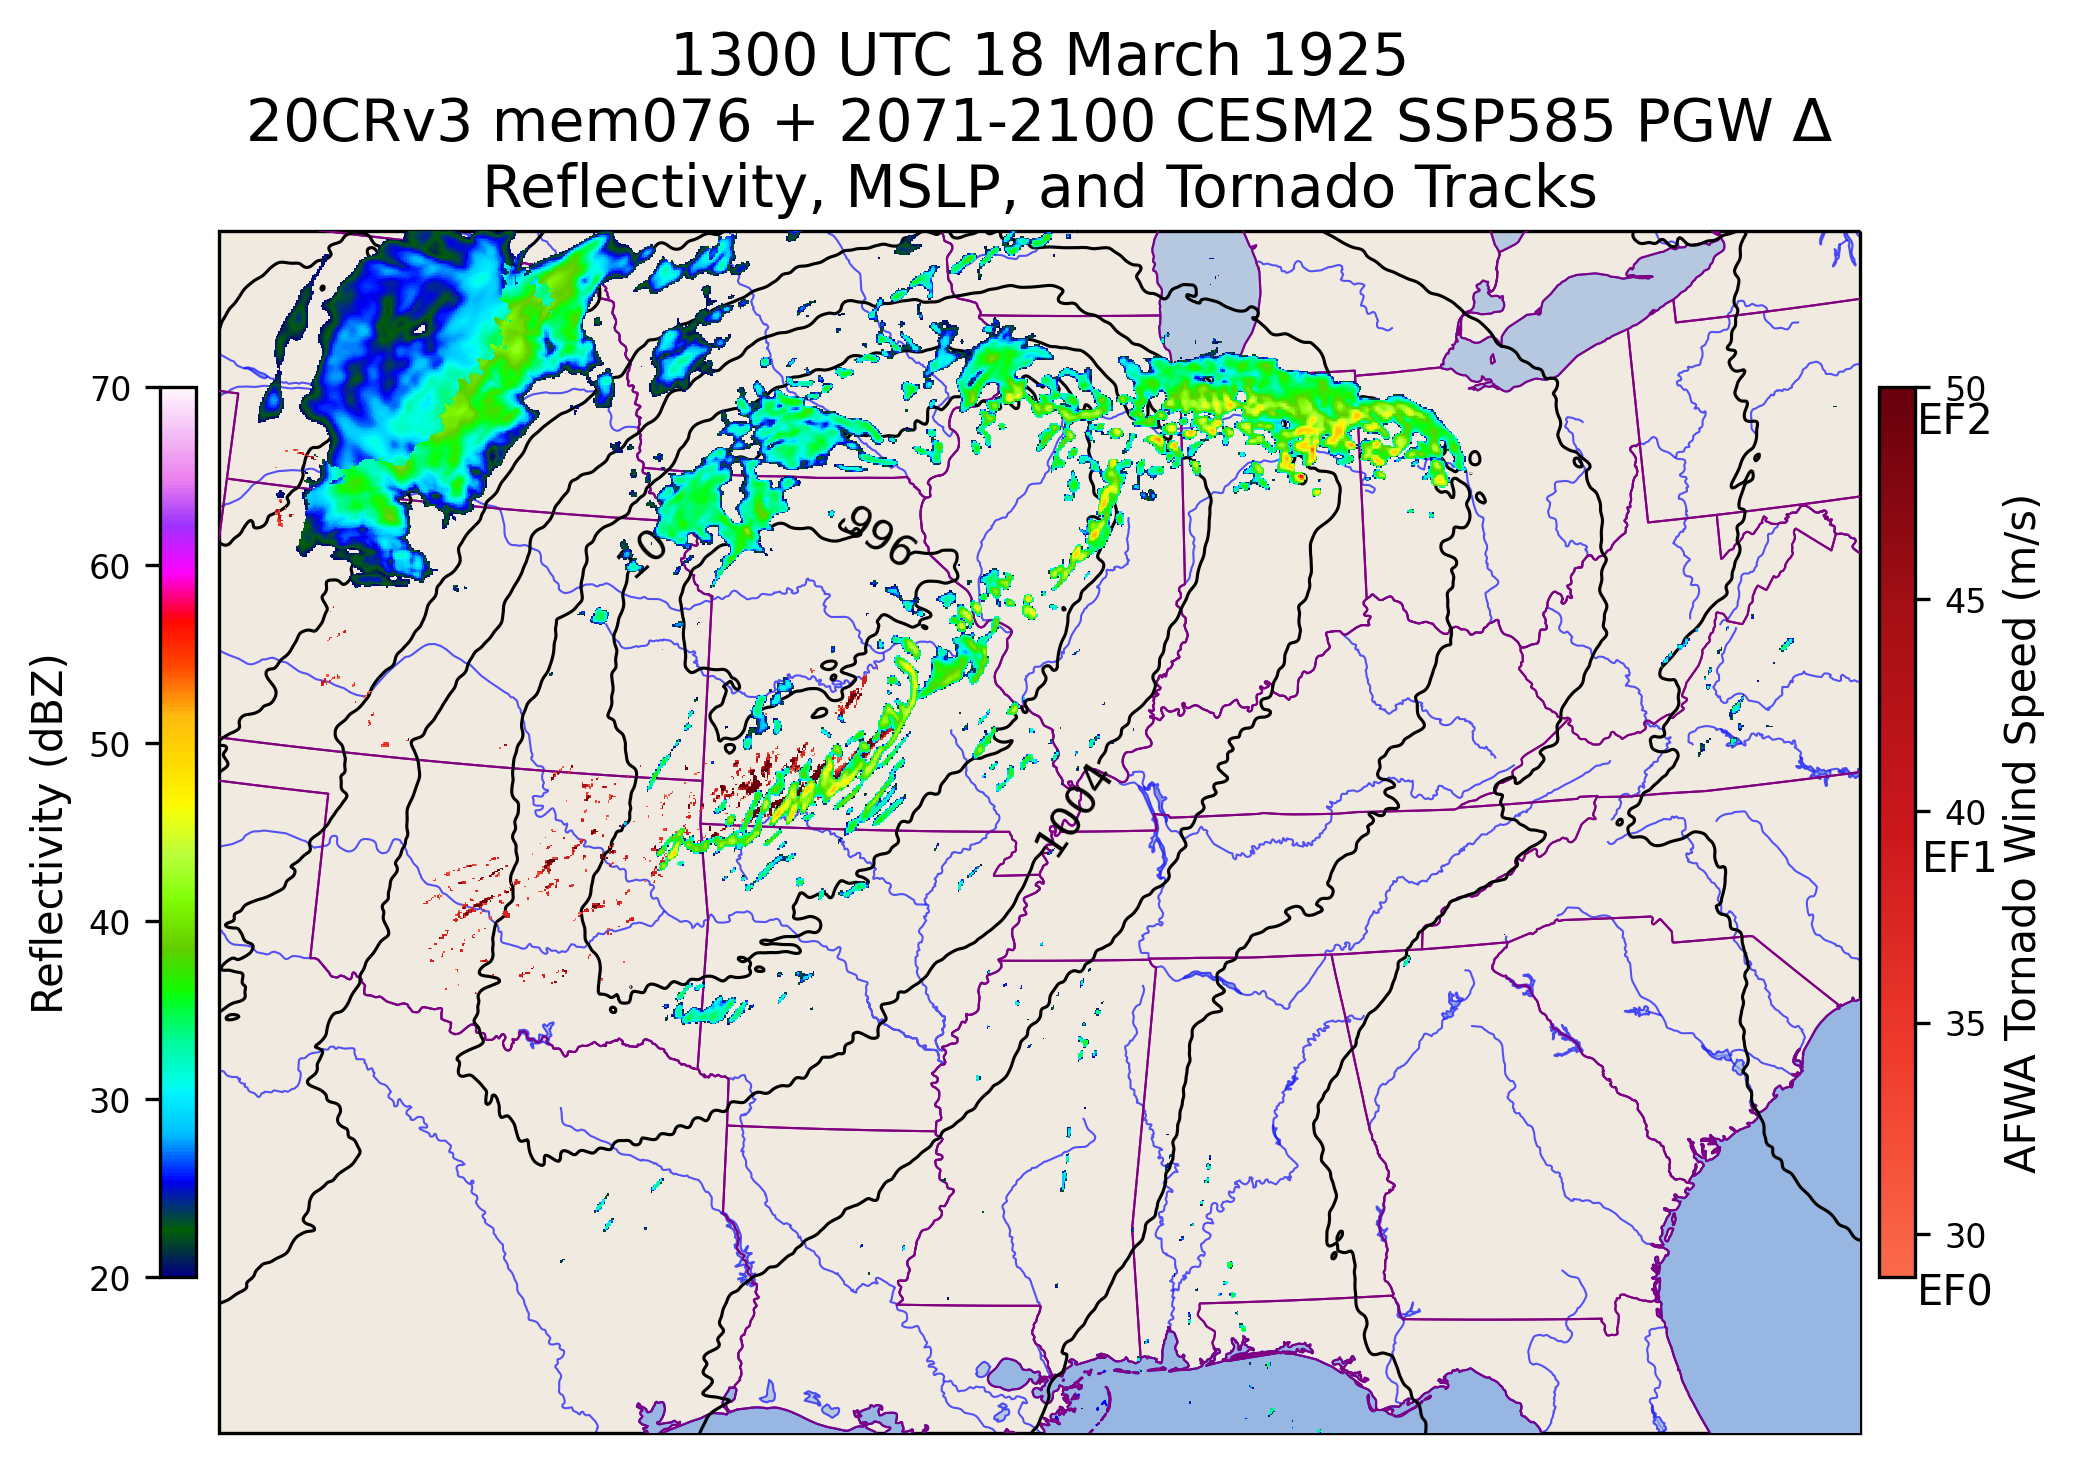 1300 UTC 18 March 1925
20CRv3 mem076 + 2071-2100 CESM2 SSP585 PGW Δ
Reflectivity, MSLP, and Tornado Tracks
70
60
50
40
30
20
Reflectivity (dBZ)
996
10
1004
50
EF2
45
40
EF1
35
30
EF0
AFWA Tornado Wind Speed (m/s)